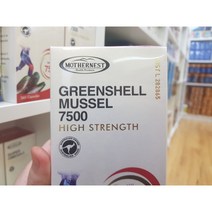 MOTHERNEST
GREENSHELL
MUSSEL
7500
HIGH STRENGTH